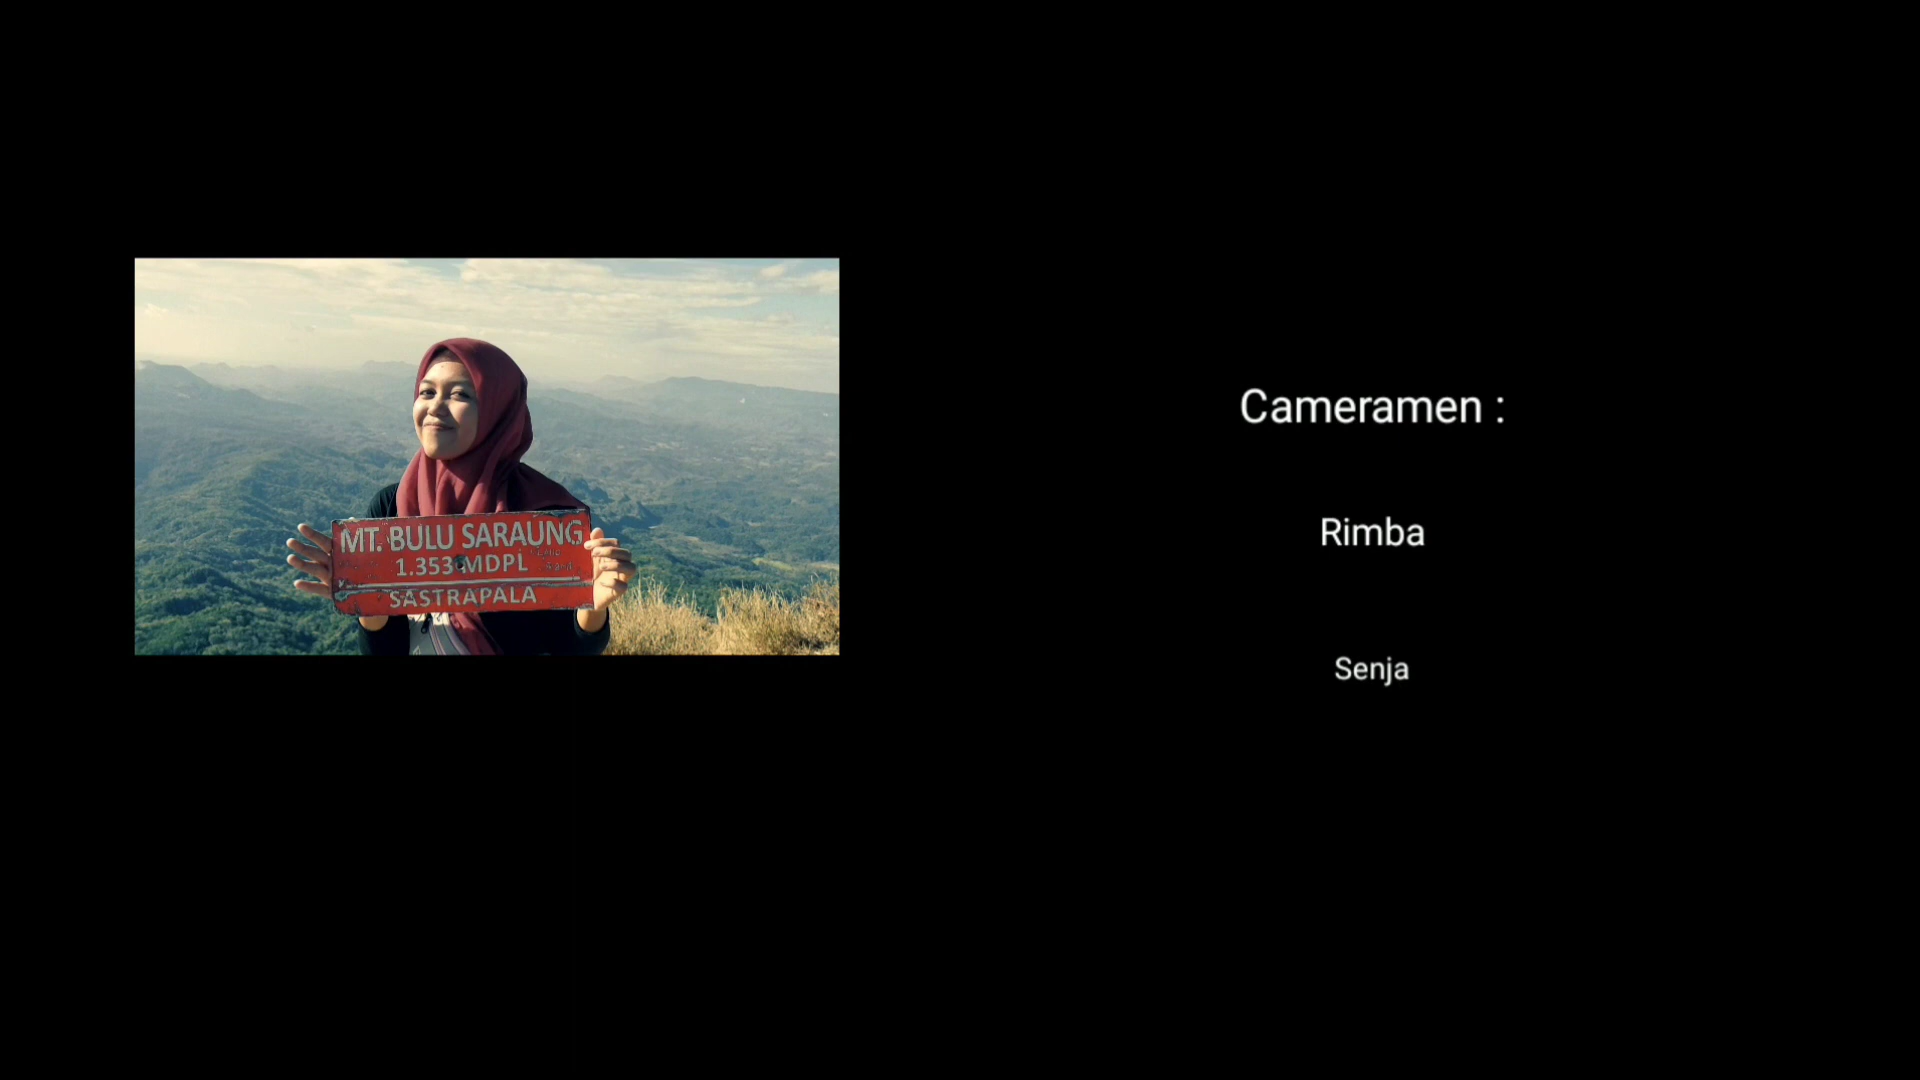 MT. BULU SARAUNG
1.353 MDPL
SASTRAPALA
Cameramen :
Rimba
Senja